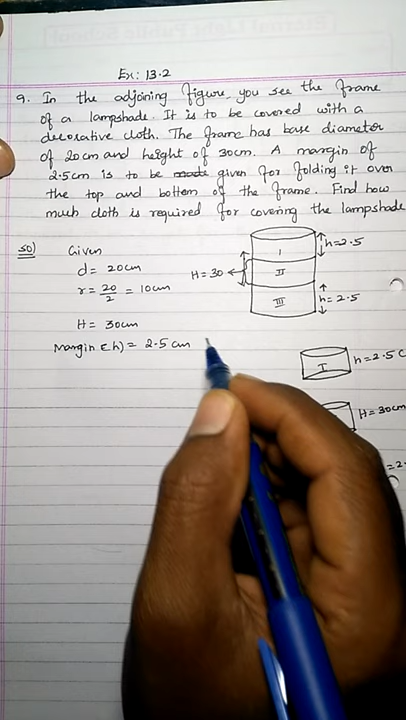 Ex: 13.2
9. In the adjoining figure, you see the frame
of a lampshade. It is to be covered with a
decorative cloth. The frame has base diameter
of 20cm and height of 30cm. A margin of
2.5cm is to be given for folding it over
the top and bottom of the frame. Find how
much cloth is required for covering the lampshade
Sol)
Given
d = 20cm
r = 20/2 = 10cm
H = 30cm
Margin (h) = 2.5 cm
I
h=2.5
H = 30
II
III
h = 2.5
I
h=2.5 c
H=30cm
=2.